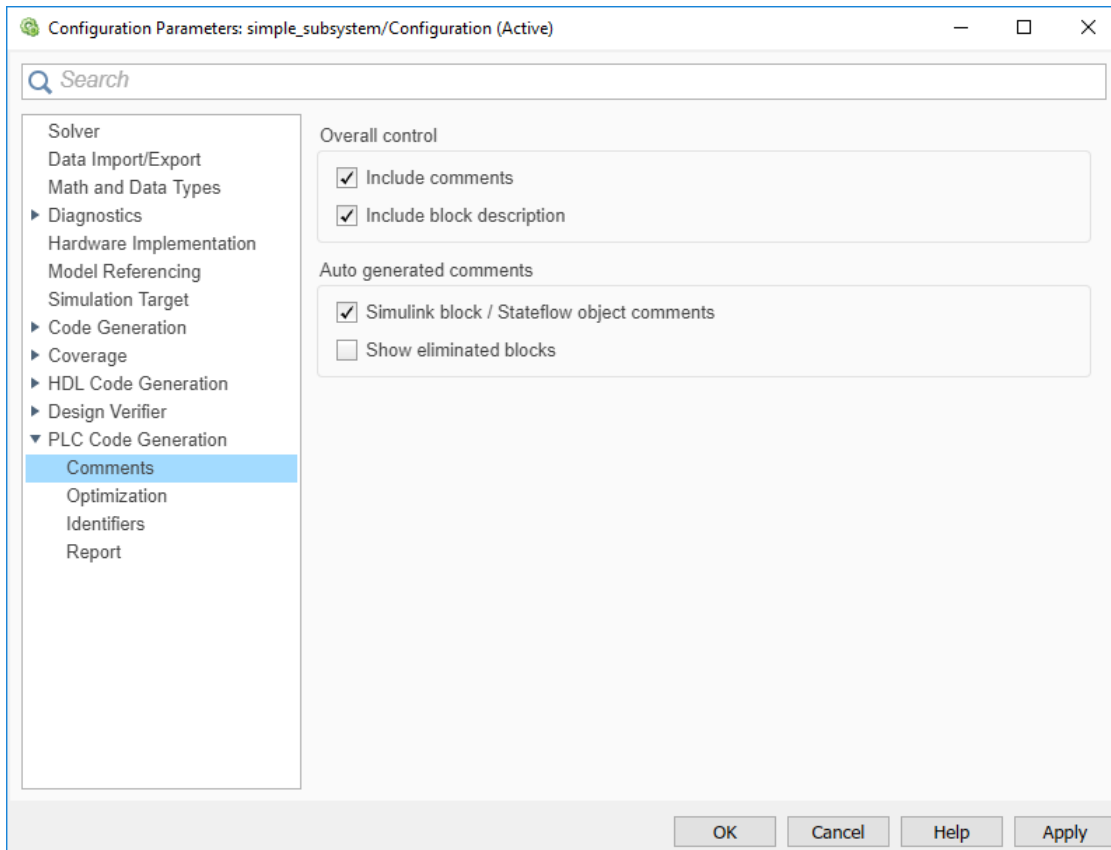 Configuration Parameters: simple_subsystem/Configuration (Active)
Search
Solver
Data Import/Export
Math and Data Types
Diagnostics
Hardware Implementation
Model Referencing
Simulation Target
Code Generation
Coverage
HDL Code Generation
Design Verifier
PLC Code Generation
Comments
Optimization
Identifiers
Report
Overall control
Include comments
Include block description
Auto generated comments
Simulink block / Stateflow object comments
Show eliminated blocks
OK
Cancel
Help
Apply